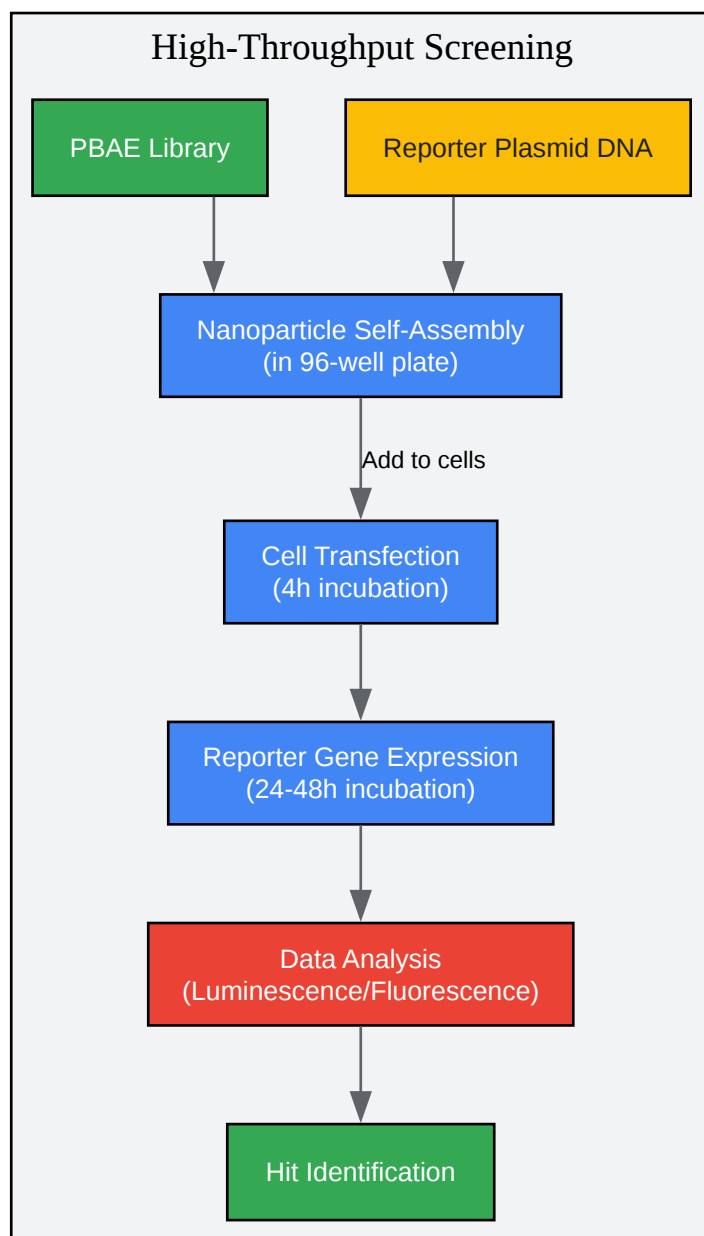 High-Throughput Screening
PBAE Library
Reporter Plasmid DNA
Nanoparticle Self-Assembly
(in 96-well plate)
Add to cells
Cell Transfection
(4h incubation)
Reporter Gene Expression
(24-48h incubation)
Data Analysis
(Luminescence/Fluorescence)
Hit Identification